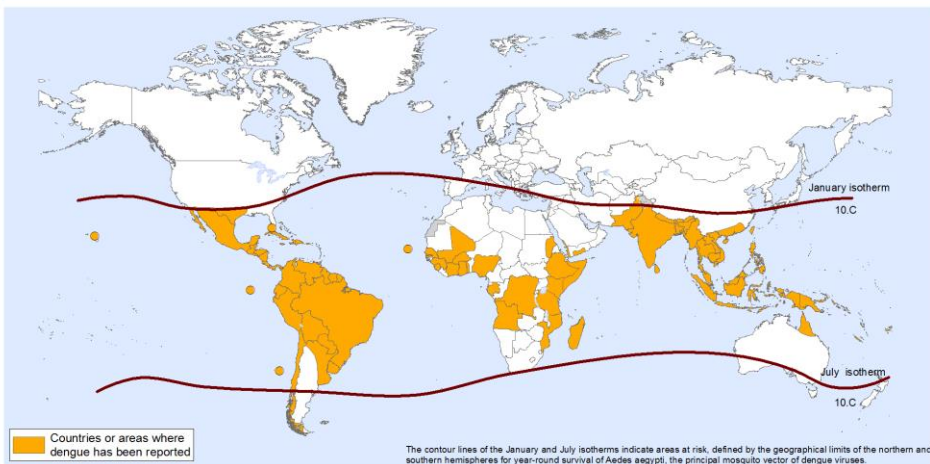 January isotherm
10.C
July isotherm
10.C
Countries or areas where
dengue has been reported
The contour lines of the January and July isotherms indicate areas at risk, defined by the geographical limits of the northern and
southern hemispheres for year-round survival of Aedes aegypti, the principal mosquito vector of dengue viruses.